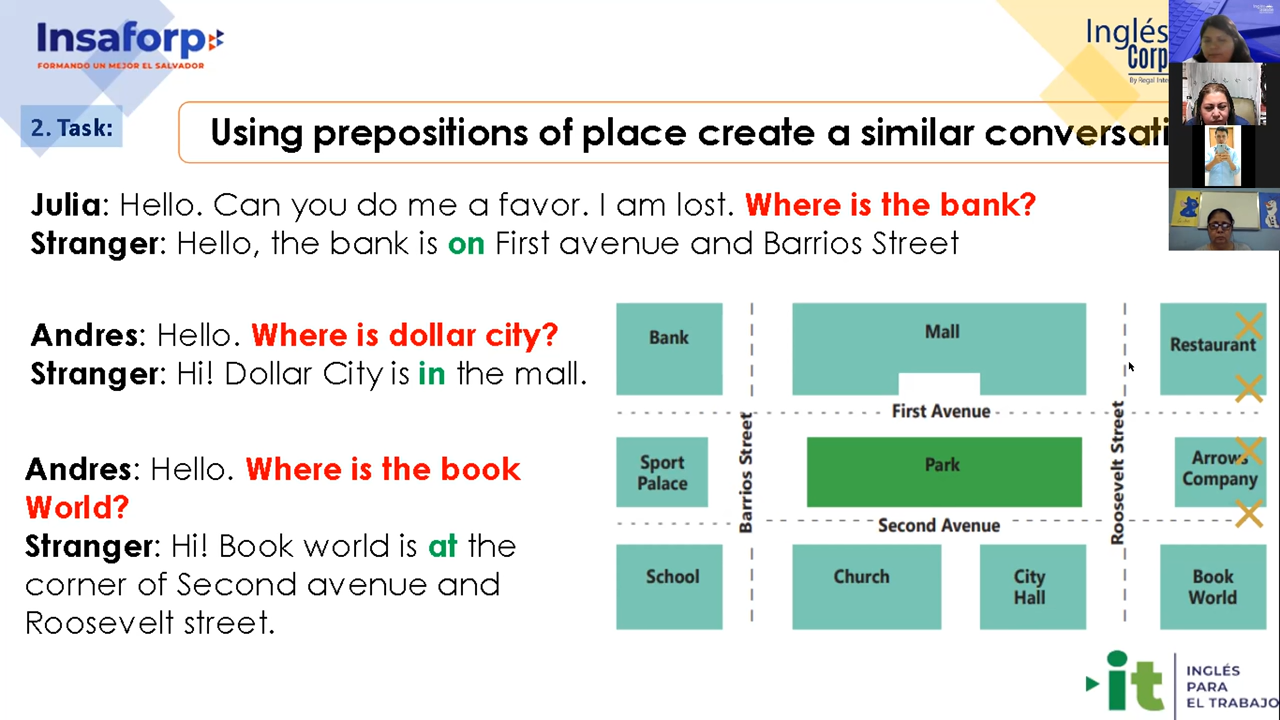 Insaforp
FORMANDO UN MEJOR EL SALVADOR
Inglés
Corp
By Regal Inte
2. Task:
Using prepositions of place create a similar conversati
Julia: Hello. Can you do me a favor. I am lost. Where is the bank?
Stranger: Hello, the bank is on First avenue and Barrios Street
Andres: Hello. Where is dollar city?
Stranger: Hi! Dollar City is in the mall.
Andres: Hello. Where is the book
World?
Stranger: Hi! Book world is at the
corner of Second avenue and
Roosevelt street.
Bank
Mall
Restaurant
First Avenue
Sport
Palace
Barrios Street
Park
Roosevelt Street
Arrows
Company
Second Avenue
School
Church
City
Hall
Book
World
it
INGLÉS
PARA
EL TRABAJO